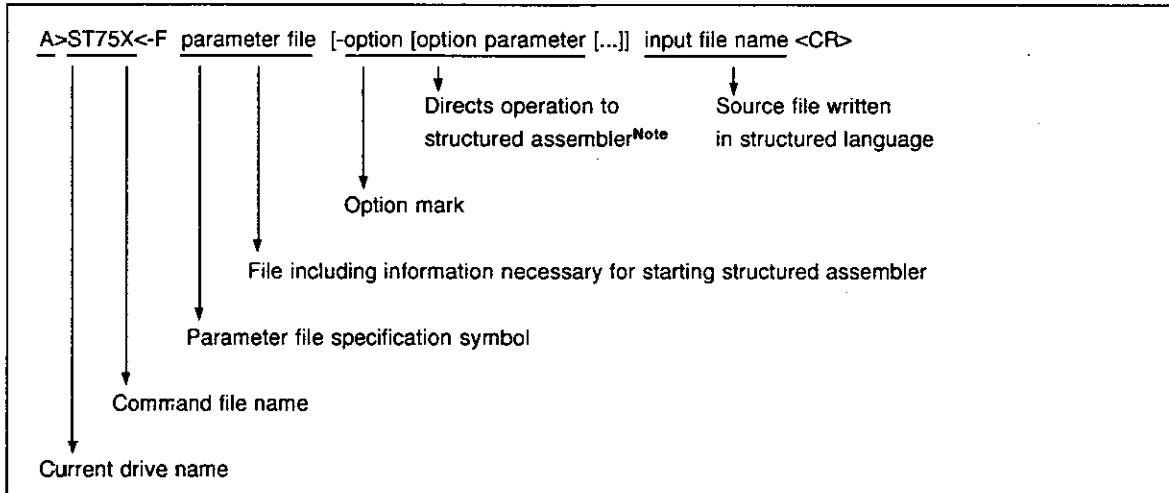 A>ST75X<-F parameter file [-option [option parameter [...]] input file name <CR>
Directs operation to
structured assembler^Note
Source file written
in structured language
Option mark
File including information necessary for starting structured assembler
Parameter file specification symbol
Command file name
Current drive name